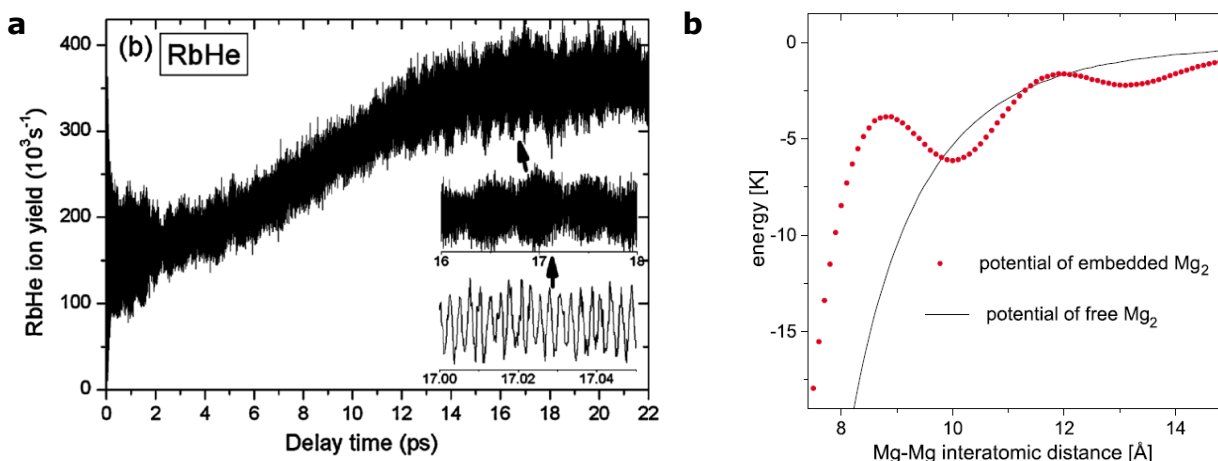 a
(b) RbHe
RbHe ion yield (10³s⁻¹)
400
300
200
100
0
16 17 18
17.00 17.02 17.04
0 2 4 6 8 10 12 14 16 18 20 21 22
Delay time (ps)
b
energy [K]
0
-5
-10
-15
potential of embedded Mg₂
potential of free Mg₂
8 10 12 14
Mg-Mg interatomic distance [Å]